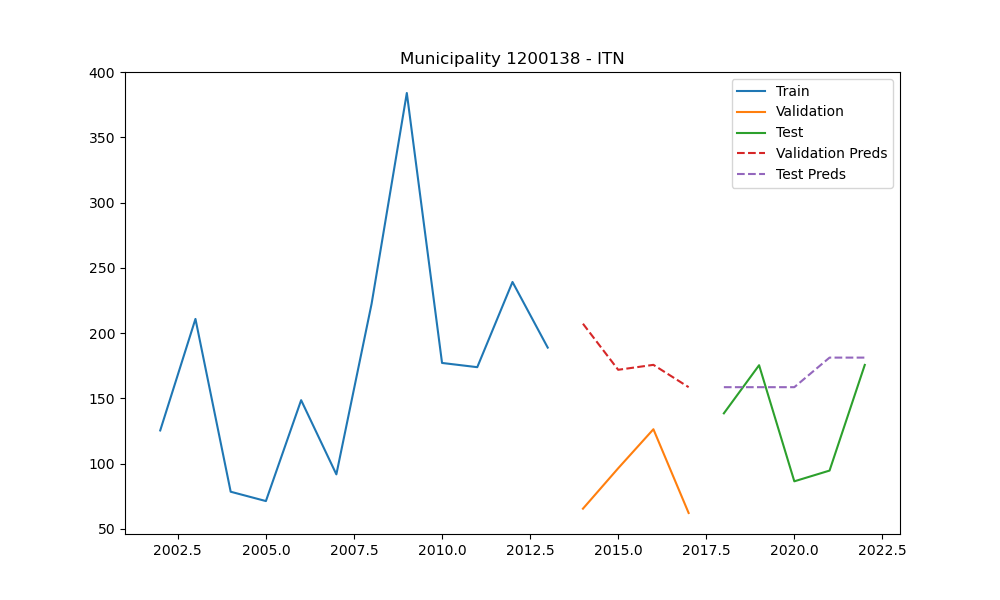 Municipality 1200138 - ITN
400
350
300
250
200
150
100
50
Train
Validation
Test
Validation Preds
Test Preds
2002.5 2005.0 2007.5 2010.0 2012.5 2015.0 2017.5 2020.0 2022.5